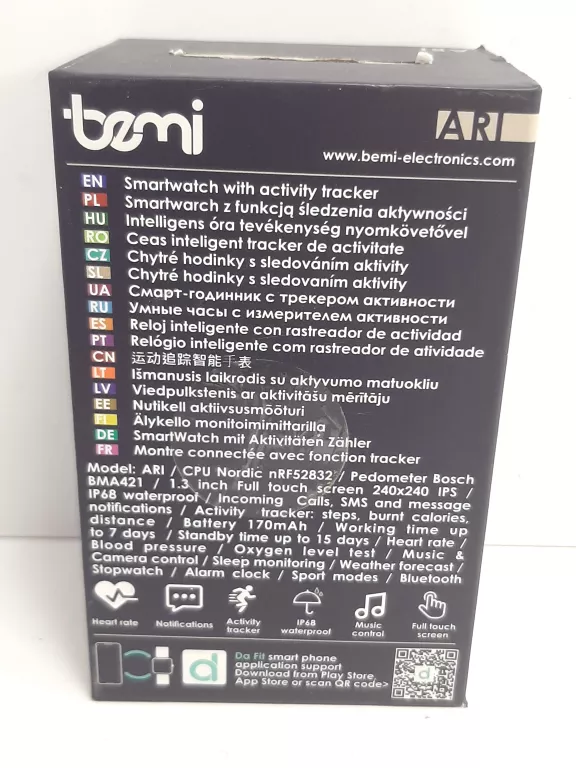 bemi
ARI
www.bemi-electronics.com
EN Smartwatch with activity tracker
PL Smartwarch z funkcją śledzenia aktywności
HU Intelligens óra tevékenység nyomkövetővel
RO Ceas inteligent tracker de activitate
CZ Chytré hodinky s sledováním aktivity
SL Chytré hodinky s sledovaním aktivity
UA Смарт-годинник с трекером активности
RU Умные часы с измерителем активности
ES Reloj inteligente con rastreador de actividad
PT Relógio inteligente com rastreador de atividade
CN 运动追踪智能手表
LT Išmanusis laikrodis su aktyvumo matuokliu
LV Viedpulkstenis ar aktivitāšu mērītāju
EE Nutikell aktiivsusmõõturi
FI Älykello monitoimimittarilla
DE SmartWatch mit Aktivitäten Zähler
FR Montre connectée avec fonction tracker
Model: ARI / CPU Nordic nRF52832 / Pedometer Bosch
BMA421 / 1.3 inch Full touch screen 240x240 IPS /
IP68 waterproof / Incoming Calls, SMS and message
notifications / Activity tracker: steps, burnt calories,
distance / Battery 170mAh / Working time up
to 7 days / Standby time up to 15 days / Heart rate /
Blood pressure / Oxygen level test / Music &
Camera control / Sleep monitoring / Weather forecast /
Stopwatch / Alarm clock / Sport modes / Bluetooth
Heart rate
Notifications
Activity tracker
IP68 waterproof
Music control
Full touch screen
Da Fit smart phone
application support
Download from Play Store,
App Store or scan QR code>